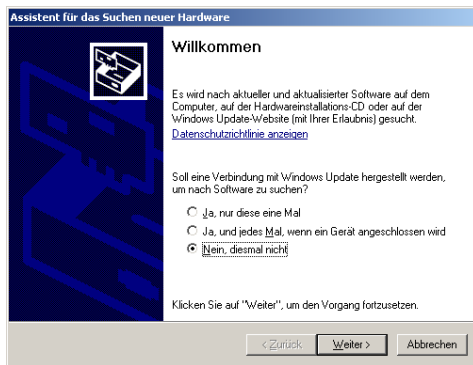 Assistent für das Suchen neuer Hardware
Willkommen
Es wird nach aktueller und aktualisierter Software auf dem
Computer, auf der Hardwareinstallations-CD oder auf der
Windows Update-Website (mit Ihrer Erlaubnis) gesucht.
Datenschutzrichtlinie anzeigen
Soll eine Verbindung mit Windows Update hergestellt werden,
um nach Software zu suchen?
Ja, nur diese eine Mal
Ja, und jedes Mal, wenn ein Gerät angeschlossen wird
Nein, diesmal nicht
Klicken Sie auf "Weiter", um den Vorgang fortzusetzen.
< Zurück
Weiter >
Abbrechen